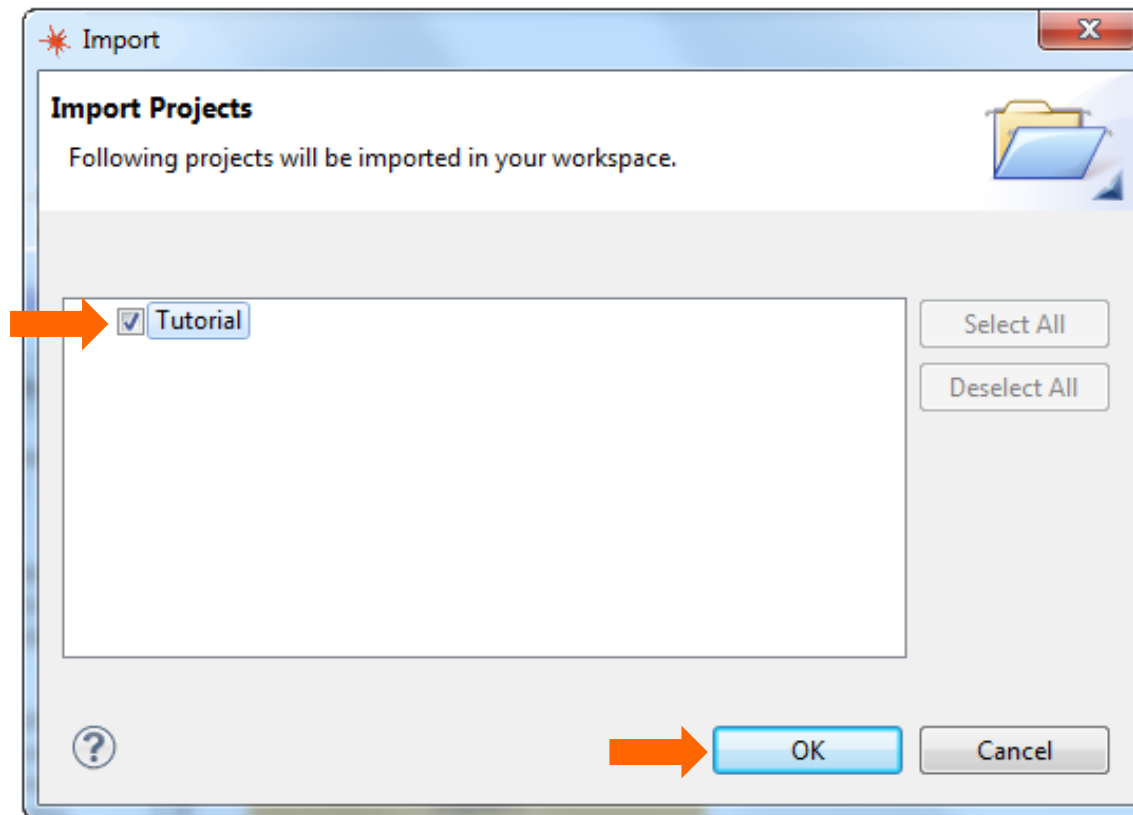 Import
Import Projects
Following projects will be imported in your workspace.
Tutorial
Select All
Deselect All
?
OK
Cancel